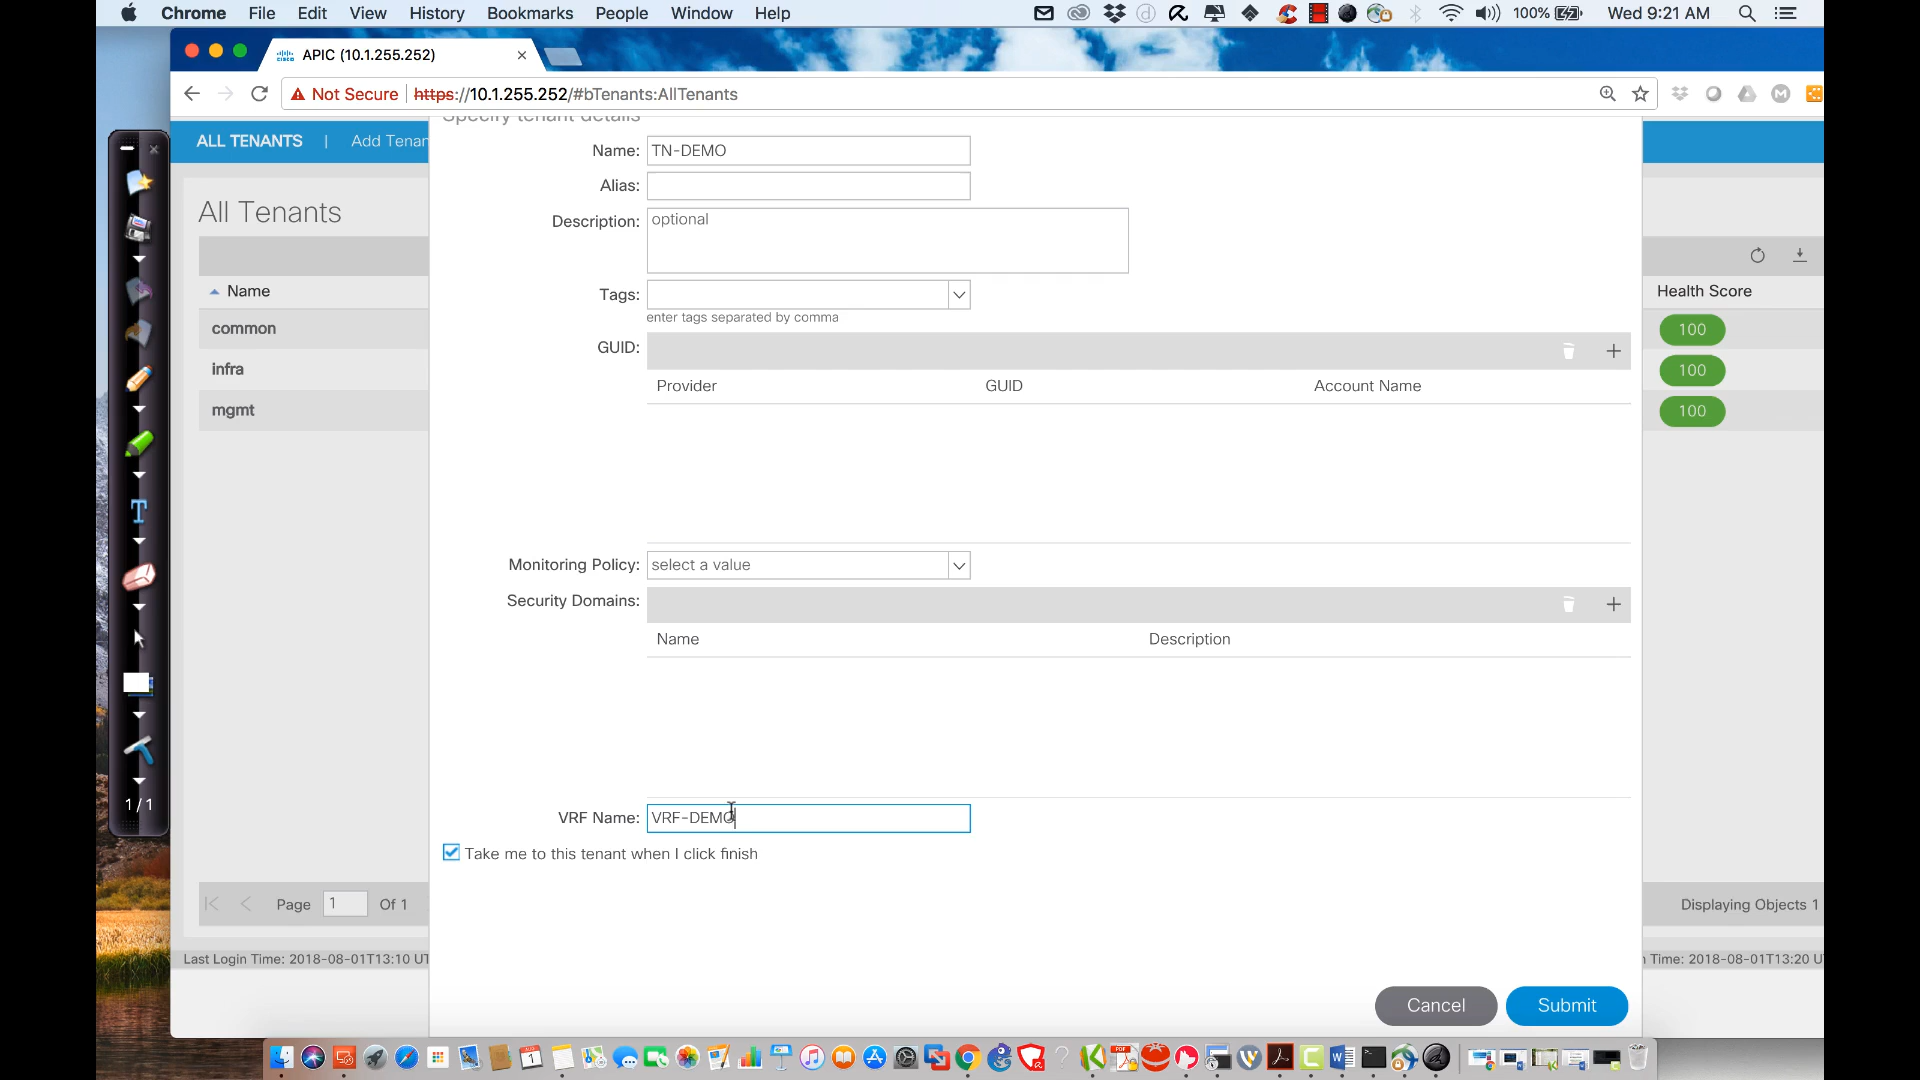 Chrome File Edit View History Bookmarks People Window Help 100% Wed 9:21 AM
APIC (10.1.255.252)
Not Secure https://10.1.255.252/#bTenants:AllTenants
ALL TENANTS | Add Tenan
Specify tenant details
Name: TN-DEMO
Alias:
All Tenants
Description: optional
Name
Tags:
enter tags separated by comma
Health Score
common
100
GUID:
infra
100
Provider GUID Account Name
mgmt
100
Monitoring Policy: select a value
Security Domains:
Name Description
1/1
VRF Name: VRF-DEMO
Take me to this tenant when I click finish
Page 1 Of 1
Displaying Objects 1
Last Login Time: 2018-08-01T13:10 UT
Time: 2018-08-01T13:20 U
Cancel Submit